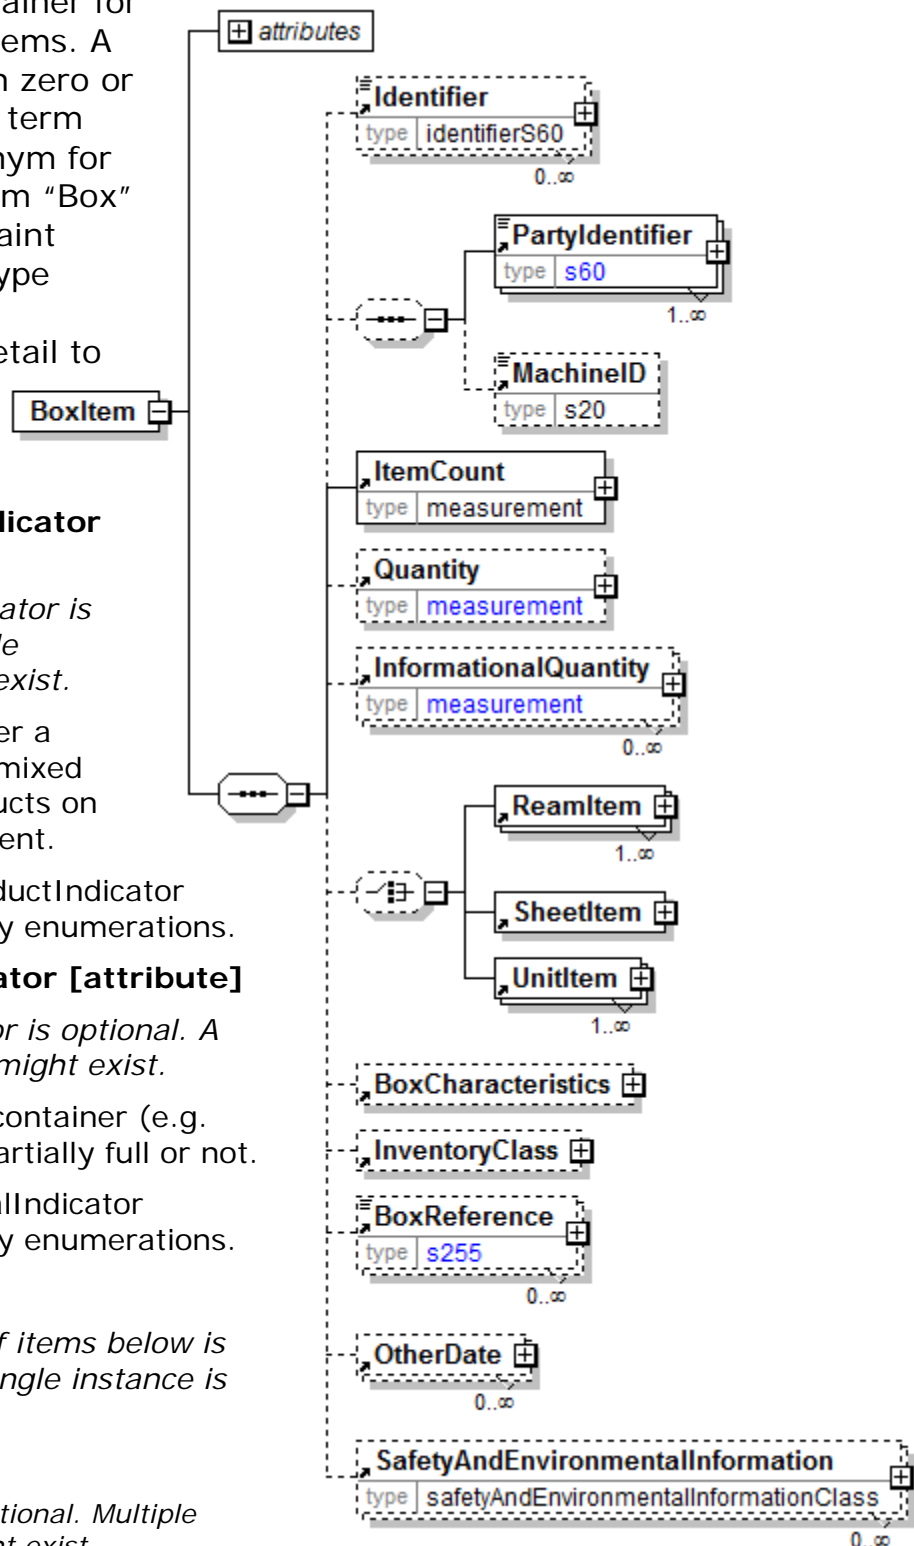 ainer for
ems. A
n zero or
term
nym for
m “Box”
aint
ype
etail to
licator
ator is
le
exist.
er a
mixed
ucts on
ent.
ductIndicator
y enumerations.
ator [attribute]
or is optional. A
might exist.
container (e.g.
artially full or not.
alIndicator
y enumerations.
f items below is
ngle instance is
tional. Multiple
nt exist
BoxItem
attributes
Identifier
type identifierS60
0..∞
PartyIdentifier
type s60
1..∞
MachineID
type s20
ItemCount
type measurement
Quantity
type measurement
InformationalQuantity
type measurement
0..∞
ReamItem
1..∞
SheetItem
UnitItem
1..∞
BoxCharacteristics
InventoryClass
BoxReference
type s255
0..∞
OtherDate
0..∞
SafetyAndEnvironmentalInformation
type safetyAndEnvironmentalInformationClass
0..∞